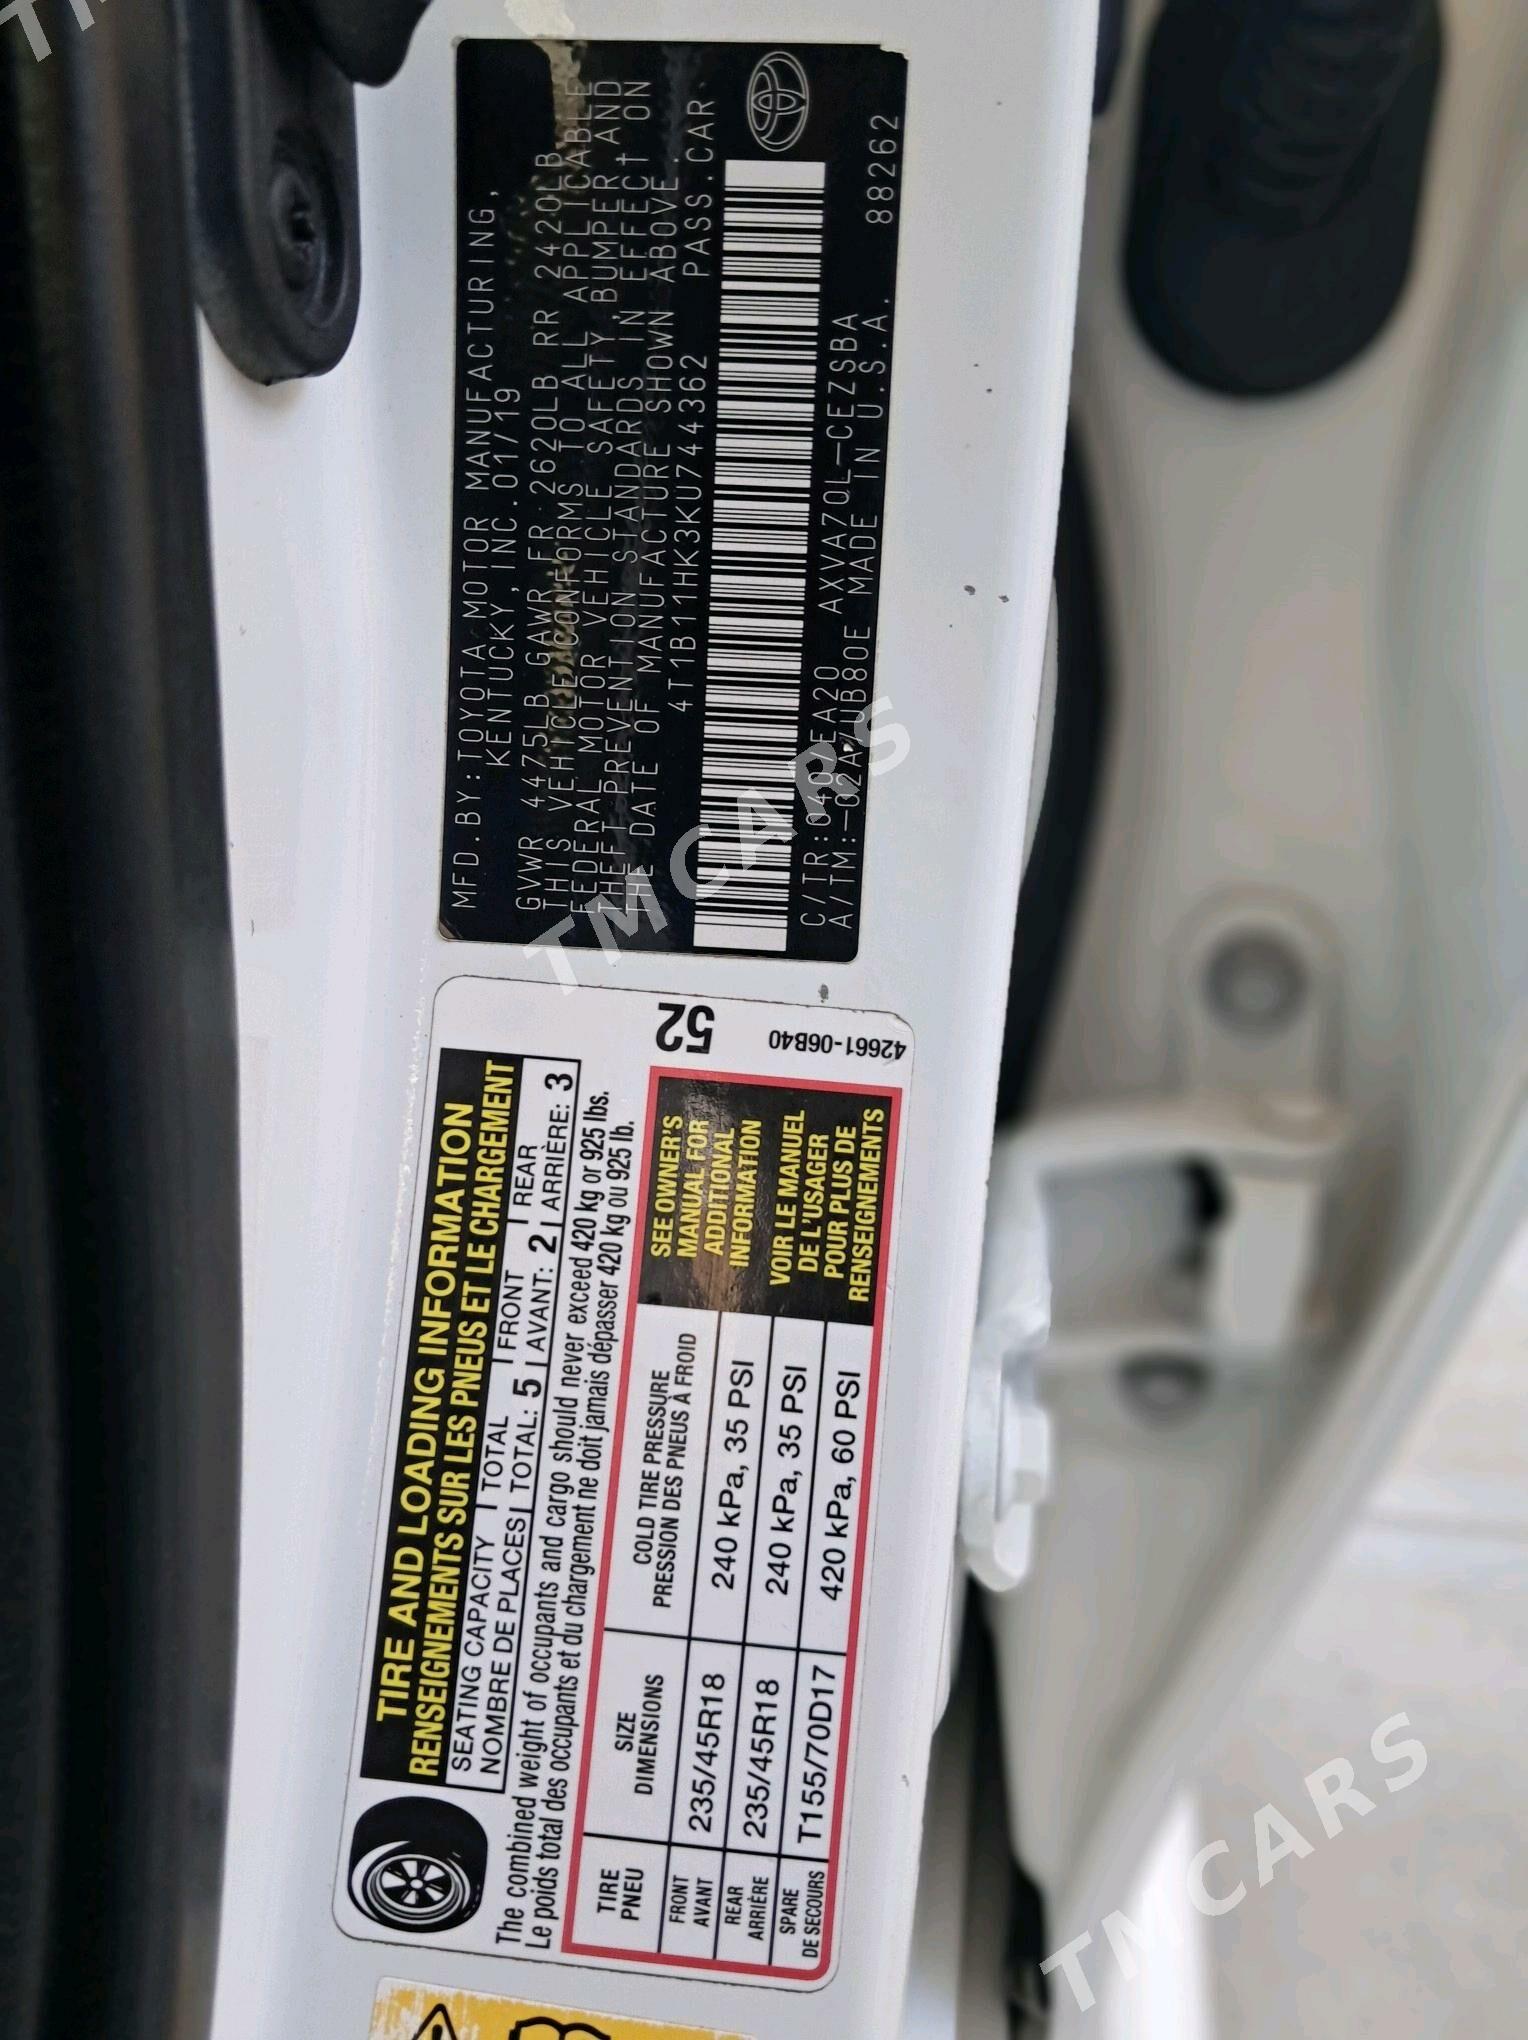 MFD.BY:TOYOTA MOTOR MANUFACTURING,
KENTUCKY, INC.01/19
GVWR 4475LB GAWR FR 2620LB RR 2420LB
THIS VEHICLE CONFORMS TO ALL APPLICABLE
FEDERAL MOTOR VEHICLE SAFETY, BUMPER, AND
THEFT PREVENTION STANDARDS IN EFFECT ON
THE DATE OF MANUFACTURE SHOWN ABOVE.
4T1B11HK3KU744362 PASS.CAR
C/TR:040/EA20 AXVA70L-CEZSBA
A/TM:-02A/UB80E MADE IN U.S.A. 88262
TIRE AND LOADING INFORMATION
RENSEIGNEMENTS SUR LES PNEUS ET LE CHARGEMENT
SEATING CAPACITY TOTAL FRONT REAR
NOMBRE DE PLACES TOTAL: 5 AVANT: 2 ARRIÈRE: 3
The combined weight of occupants and cargo should never exceed 420 kg or 925 lbs.
Le poids total des occupants et du chargement ne doit jamais dépasser 420 kg ou 925 lb.
TIRE SIZE COLD TIRE PRESSURE
PNEU DIMENSIONS PRESSION DES PNEUS À FROID
FRONT
AVANT 235/45R18 240 kPa, 35 PSI
REAR
ARRIÈRE 235/45R18 240 kPa, 35 PSI
SPARE
DE SECOURS T155/70D17 420 kPa, 60 PSI
SEE OWNER'S
MANUAL FOR
ADDITIONAL
INFORMATION
VOIR LE MANUEL
DE L'USAGER
POUR PLUS DE
RENSEIGNEMENTS
52
42661-06B40
TMCARS
TMCARS